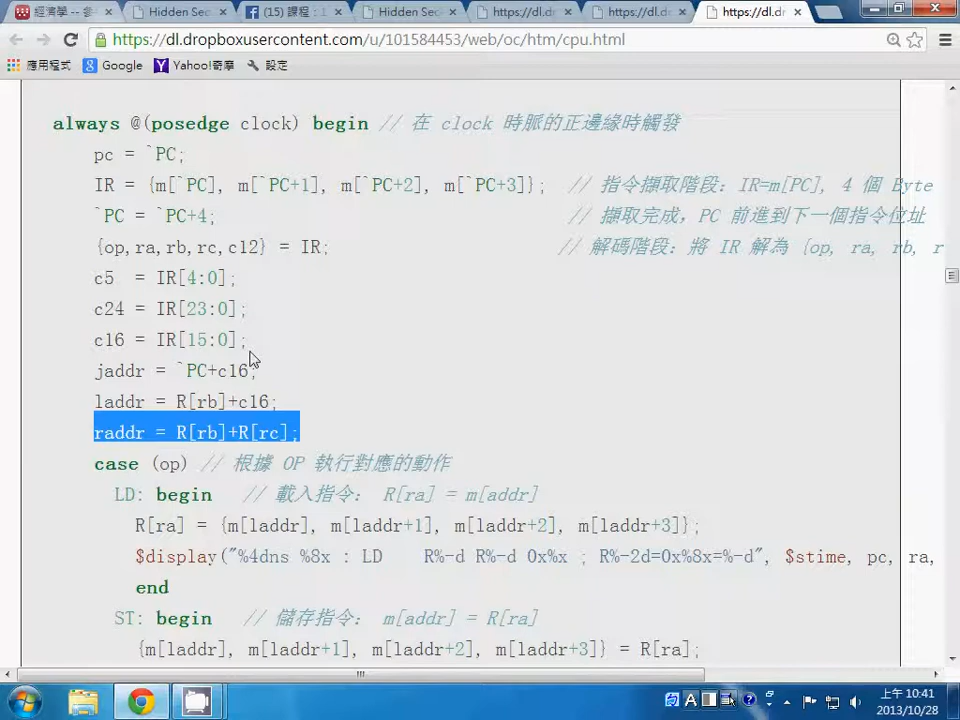 經濟學 -- 參
Hidden Sec
(15) 課程：1
Hidden Sec
https://dl.dr
https://dl.dr
https://dl.dr
https://dl.dropboxusercontent.com/u/101584453/web/oc/htm/cpu.html
應用程式 Google Yahoo!奇摩 設定
always @(posedge clock) begin // 在 clock 時脈的正邊緣時觸發
pc = `PC;
IR = {m[`PC], m[`PC+1], m[`PC+2], m[`PC+3]}; // 指令擷取階段：IR=m[PC], 4 個 Byte
`PC = `PC+4; // 擷取完成，PC 前進到下一個指令位址
{op,ra,rb,rc,c12} = IR; // 解碼階段：將 IR 解為 {op, ra, rb, r
c5 = IR[4:0];
c24 = IR[23:0];
c16 = IR[15:0];
jaddr = `PC+c16;
laddr = R[rb]+c16;
raddr = R[rb]+R[rc];
case (op) // 根據 OP 執行對應的動作
LD: begin // 載入指令： R[ra] = m[addr]
R[ra] = {m[laddr], m[laddr+1], m[laddr+2], m[laddr+3]};
$display("%4dns %8x : LD R%-d R%-d 0x%x ; R%-2d=0x%8x=%-d", $stime, pc, ra,
end
ST: begin // 儲存指令： m[addr] = R[ra]
{m[laddr], m[laddr+1], m[laddr+2], m[laddr+3]} = R[ra];
A
上午 10:41
2013/10/28